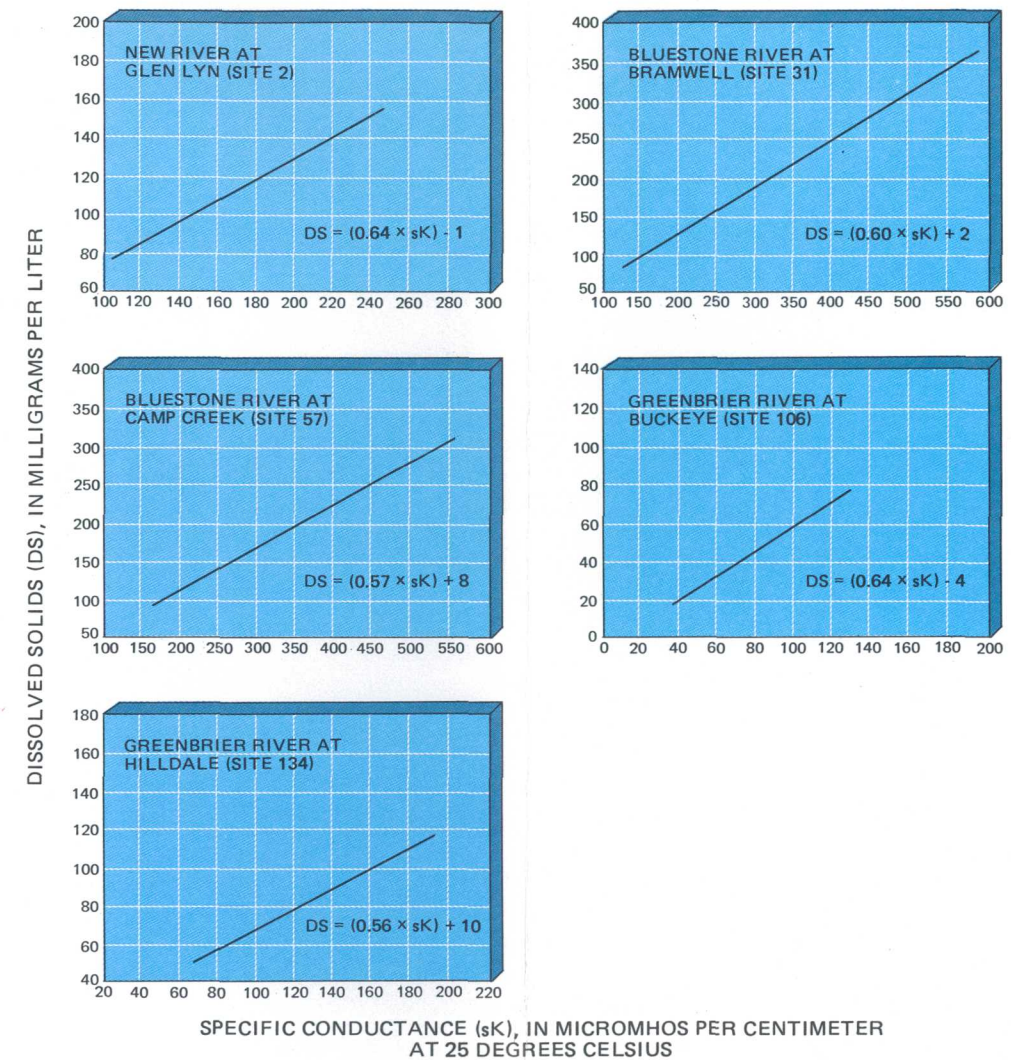 DISSOLVED SOLIDS (DS), IN MILLIGRAMS PER LITER
NEW RIVER AT
GLEN LYN (SITE 2)
DS = (0.64 × sK) - 1
200
180
160
140
120
100
80
60
100 120 140 160 180 200 220 240 260 280 300
BLUESTONE RIVER AT
BRAMWELL (SITE 31)
DS = (0.60 × sK) + 2
400
350
300
250
200
150
100
50
100 150 200 250 300 350 400 450 500 550 600
BLUESTONE RIVER AT
CAMP CREEK (SITE 57)
DS = (0.57 × sK) + 8
400
350
300
250
200
150
100
50
100 150 200 250 300 350 400 450 500 550 600
GREENBRIER RIVER AT
BUCKEYE (SITE 106)
DS = (0.64 × sK) - 4
140
120
100
80
60
40
20
0
0 20 40 60 80 100 120 140 160 180 200
GREENBRIER RIVER AT
HILLDALE (SITE 134)
DS = (0.56 × sK) + 10
180
160
140
120
100
80
60
40
20 40 60 80 100 120 140 160 180 200 220
SPECIFIC CONDUCTANCE (sK), IN MICROMHOS PER CENTIMETER
AT 25 DEGREES CELSIUS